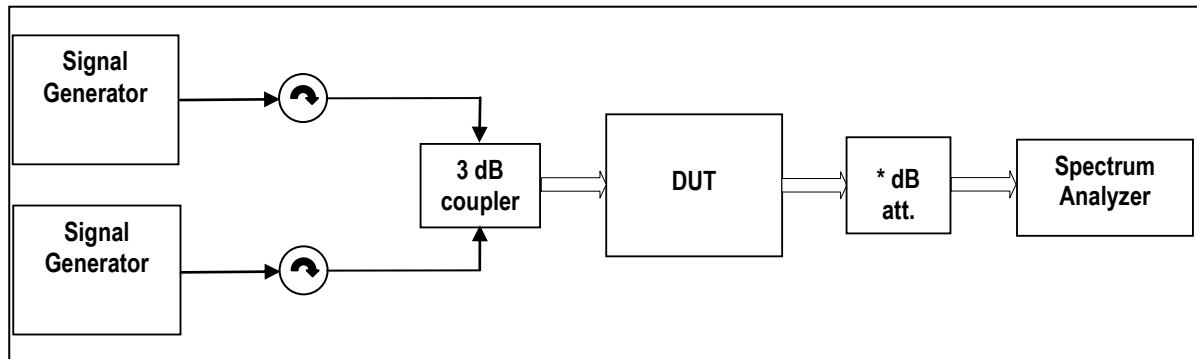 Signal
Generator
3 dB
coupler
DUT
* dB
att.
Spectrum
Analyzer
Signal
Generator